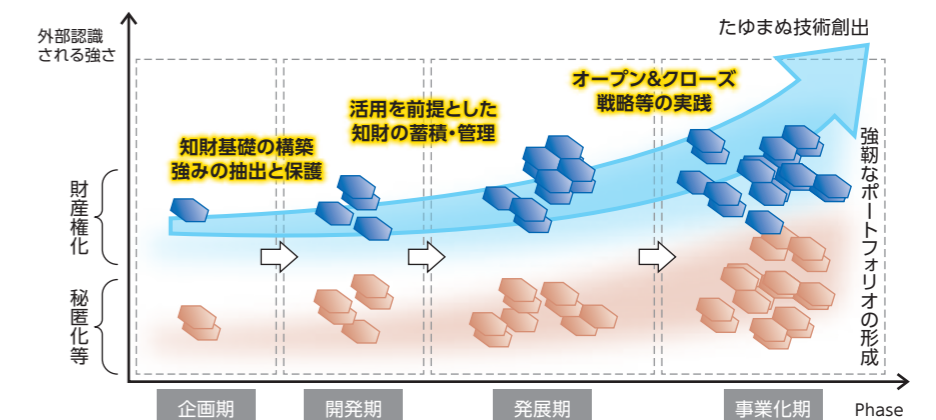 外部認識
される強さ
たゆまぬ技術創出
オープン&クローズ
戦略等の実践
活用を前提とした
知財の蓄積・管理
知財基礎の構築
強みの抽出と保護
財産権化
秘匿化等
強靭なポートフォリオの形成
企画期
開発期
発展期
事業化期
Phase